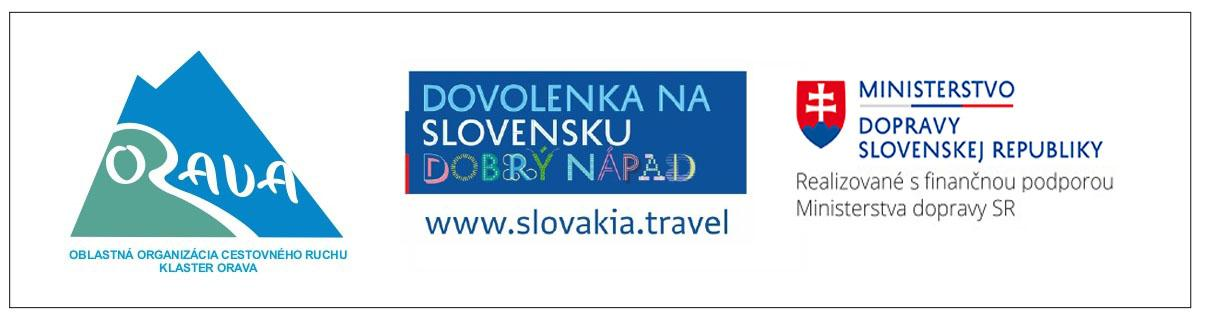 ORAVA
OBLASTNÁ ORGANIZÁCIA CESTOVNÉHO RUCHU
KLASTER ORAVA
DOVOLENKA NA
SLOVENSKU
DOBRÝ NÁPAD
www.slovakia.travel
MINISTERSTVO
DOPRAVY
SLOVENSKEJ REPUBLIKY
Realizované s finančnou podporou
Ministerstva dopravy SR